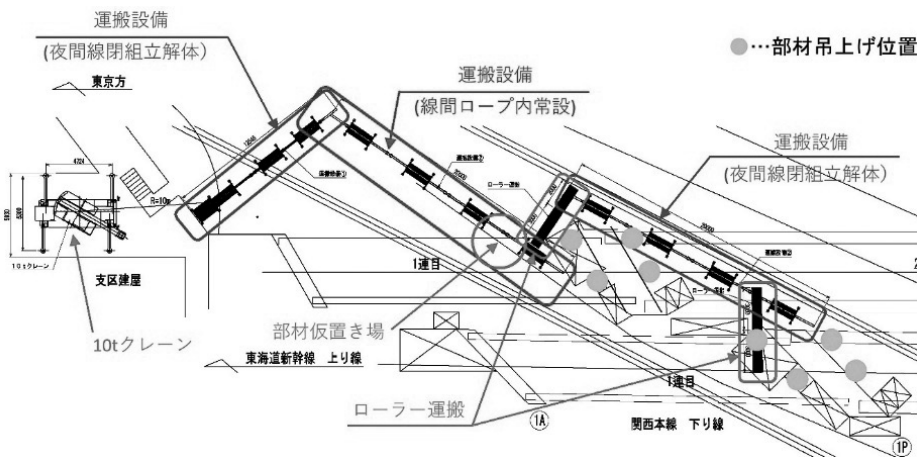 運搬設備
(夜間線閉組立解体)
●…部材吊上げ位置
東京方
運搬設備
(線間ロープ内常設)
運搬設備
(夜間線閉組立解体)
4724
R=10m
ローラー運動
10tクレーン
支区建屋
1連目
2
部材仮置き場
10tクレーン
東海道新幹線 上り線
1連目
ローラー運搬
1A
関西本線 下り線
1P